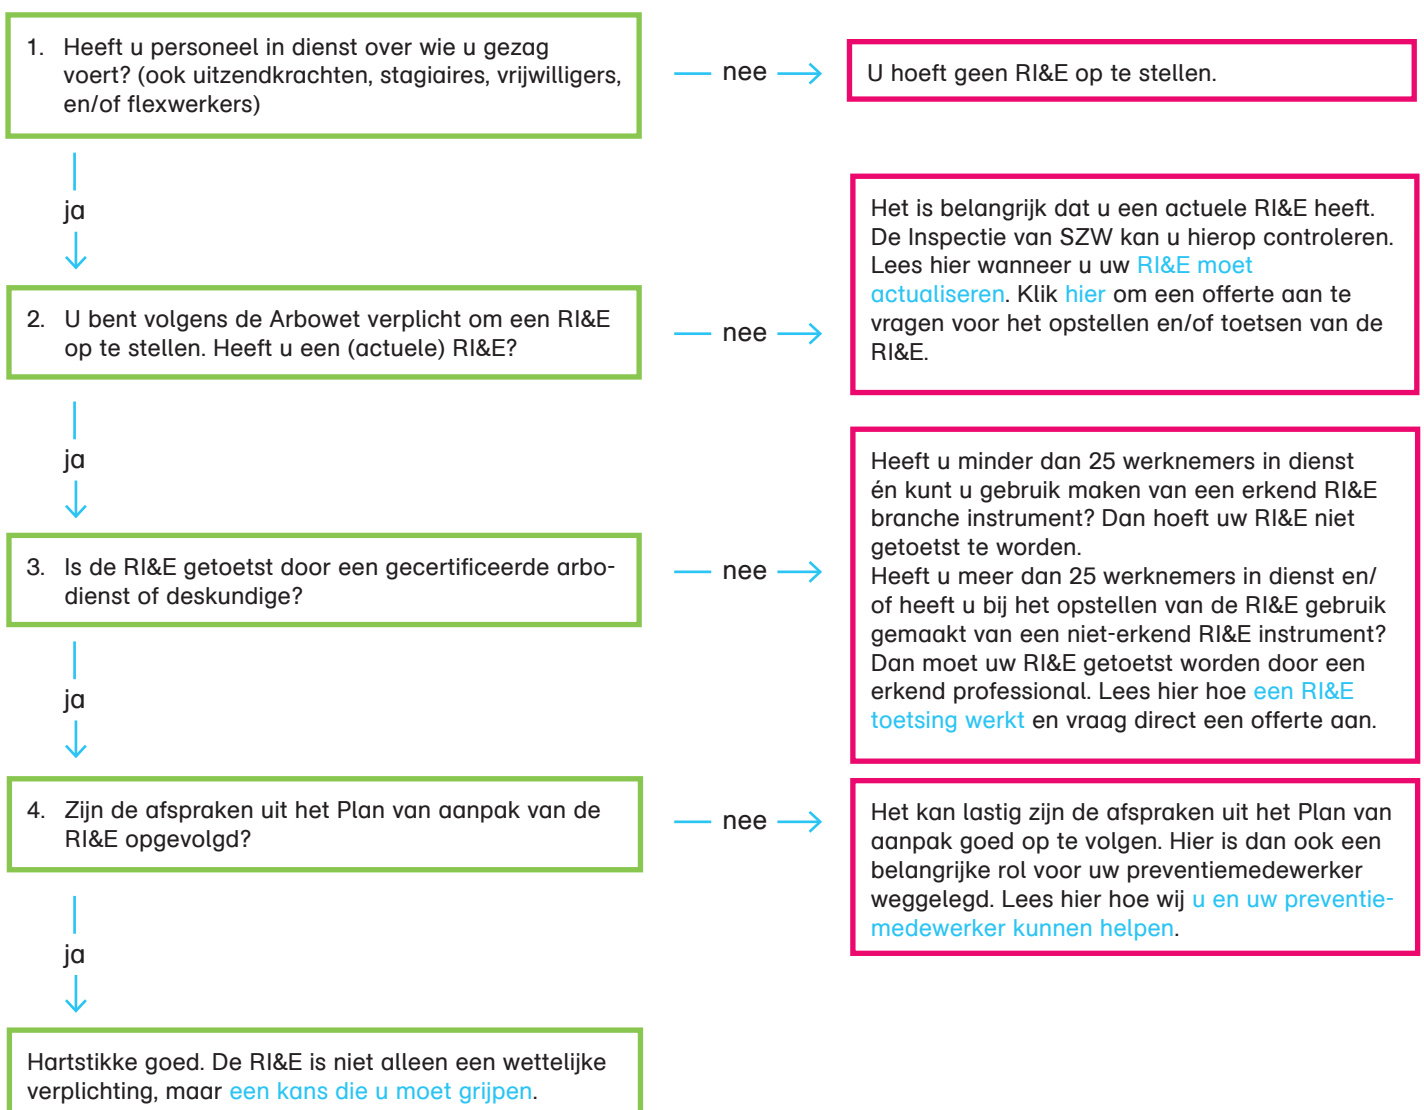 1. Heeft u personeel in dienst over wie u gezag
voert? (ook uitzendkrachten, stagiaires, vrijwilligers,
en/of flexwerkers)
nee
U hoeft geen RI&E op te stellen.
ja
2. U bent volgens de Arbowet verplicht om een RI&E
op te stellen. Heeft u een (actuele) RI&E?
nee
Het is belangrijk dat u een actuele RI&E heeft.
De Inspectie van SZW kan u hierop controleren.
Lees hier wanneer u uw RI&E moet
actualiseren. Klik hier om een offerte aan te
vragen voor het opstellen en/of toetsen van de
RI&E.
ja
3. Is de RI&E getoetst door een gecertificeerde arbo-
dienst of deskundige?
nee
Heeft u minder dan 25 werknemers in dienst
én kunt u gebruik maken van een erkend RI&E
branche instrument? Dan hoeft uw RI&E niet
getoetst te worden.
Heeft u meer dan 25 werknemers in dienst en/
of heeft u bij het opstellen van de RI&E gebruik
gemaakt van een niet-erkend RI&E instrument?
Dan moet uw RI&E getoetst worden door een
erkend professional. Lees hier hoe een RI&E
toetsing werkt en vraag direct een offerte aan.
ja
4. Zijn de afspraken uit het Plan van aanpak van de
RI&E opgevolgd?
nee
Het kan lastig zijn de afspraken uit het Plan van
aanpak goed op te volgen. Hier is dan ook een
belangrijke rol voor uw preventiemedewerker
weggelegd. Lees hier hoe wij u en uw preventie-
medewerker kunnen helpen.
ja
Hartstikke goed. De RI&E is niet alleen een wettelijke
verplichting, maar een kans die u moet grijpen.